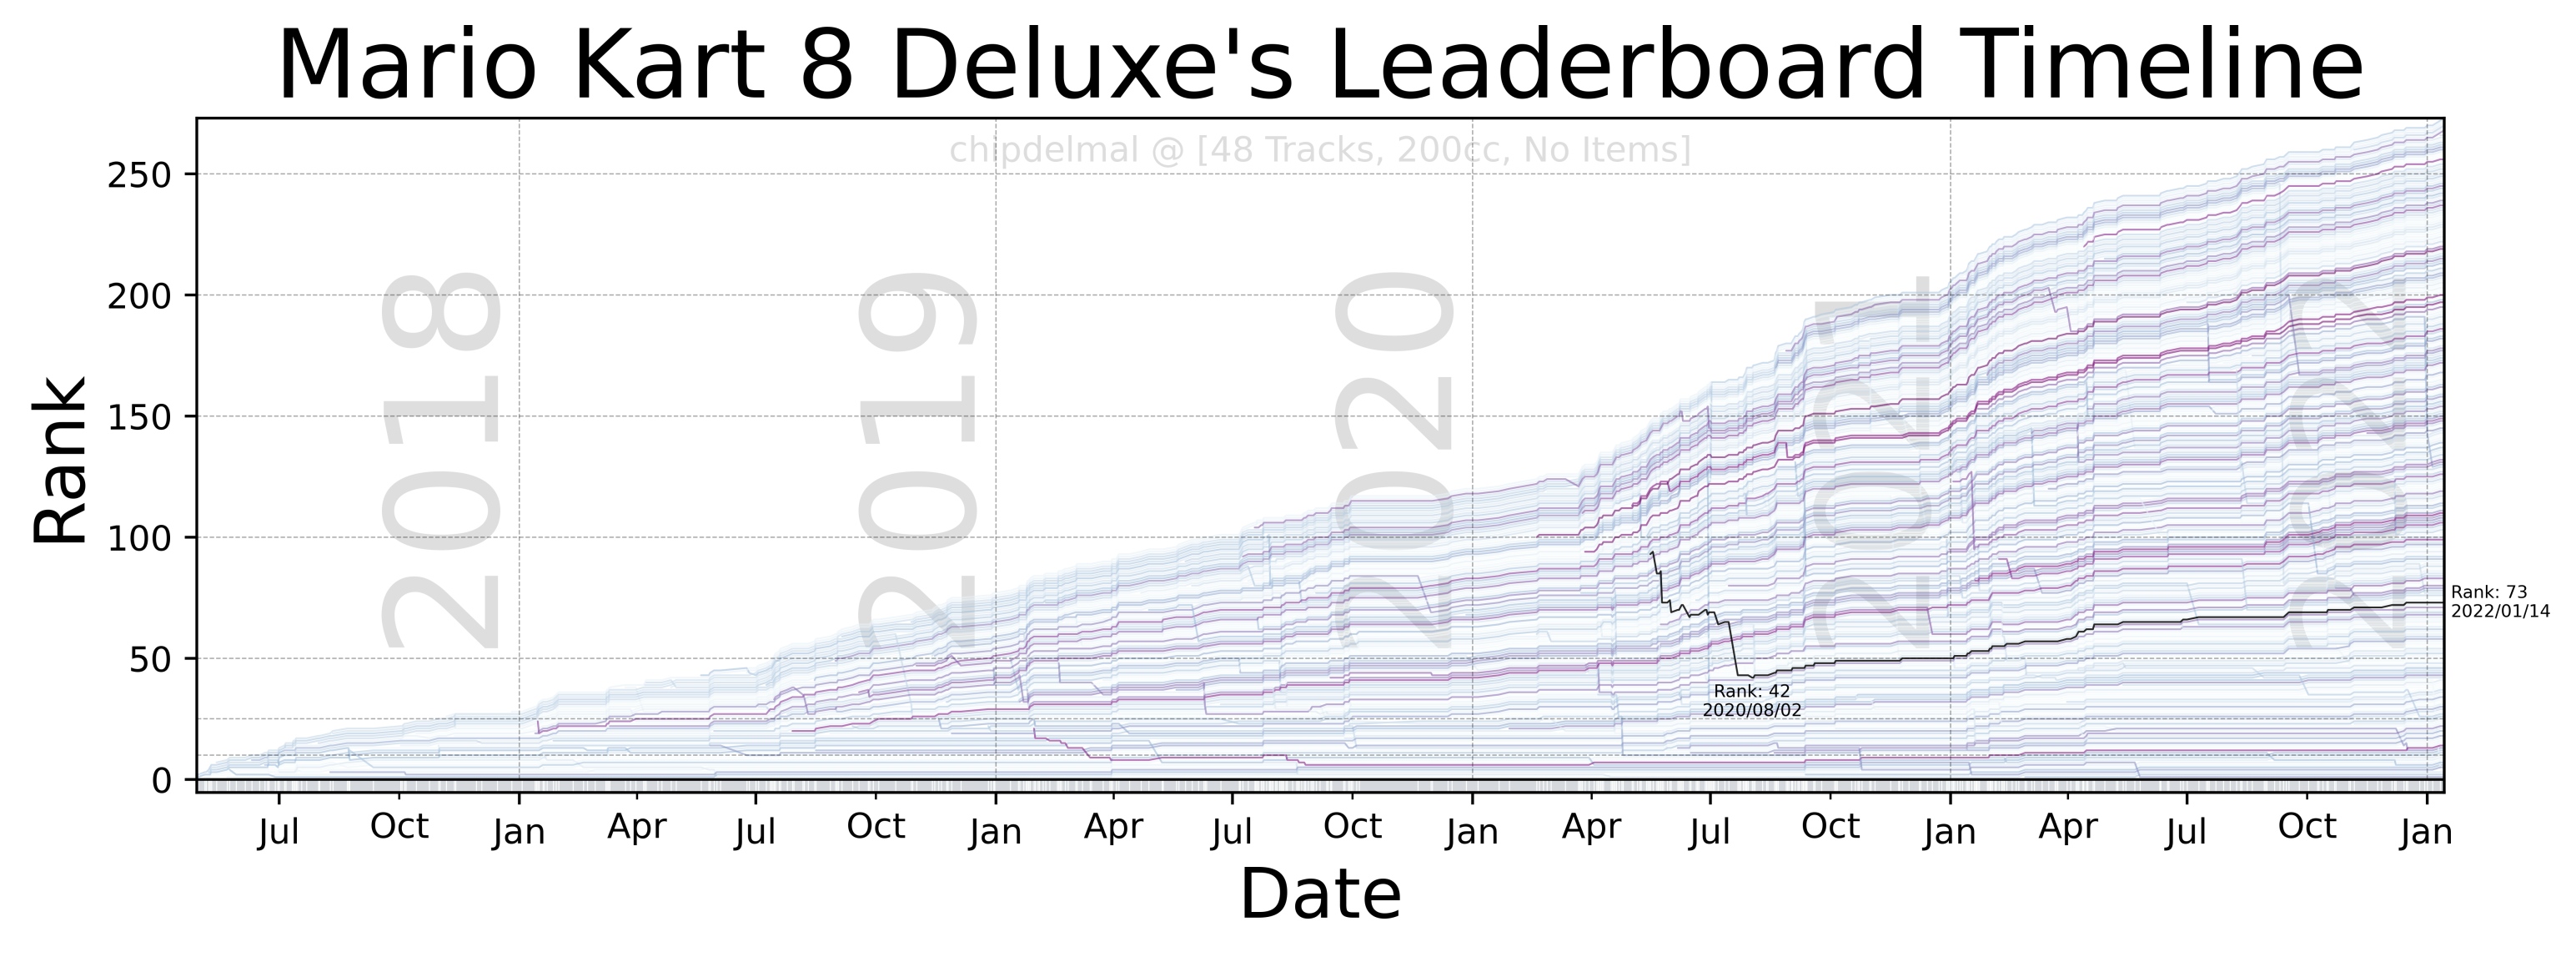 Mario Kart 8 Deluxe's Leaderboard Timeline
chipdelmal @ [48 Tracks, 200cc, No Items]
Rank
250
200
150
100
50
0
2018
2019
2020
2021
2022
Rank: 42
2020/08/02
Rank: 73
2022/01/14
Jul Oct Jan Apr Jul Oct Jan Apr Jul Oct Jan Apr Jul Oct Jan Apr Jul Oct Jan
Date